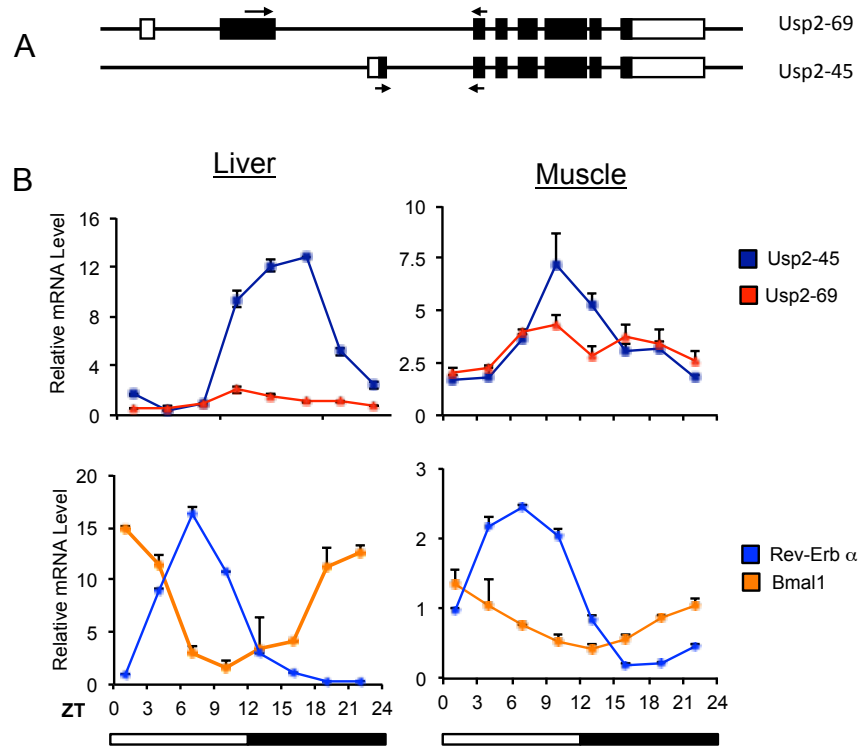 A
Usp2-69
Usp2-45
B
Liver
Muscle
Relative mRNA Level
16
12
8
4
0
10
7.5
5
2.5
0
Usp2-45
Usp2-69
Relative mRNA Level
20
15
10
5
0
3
2
1
0
Rev-Erb α
Bmal1
ZT
0 3 6 9 12 15 18 21 24
0 3 6 9 12 15 18 21 24